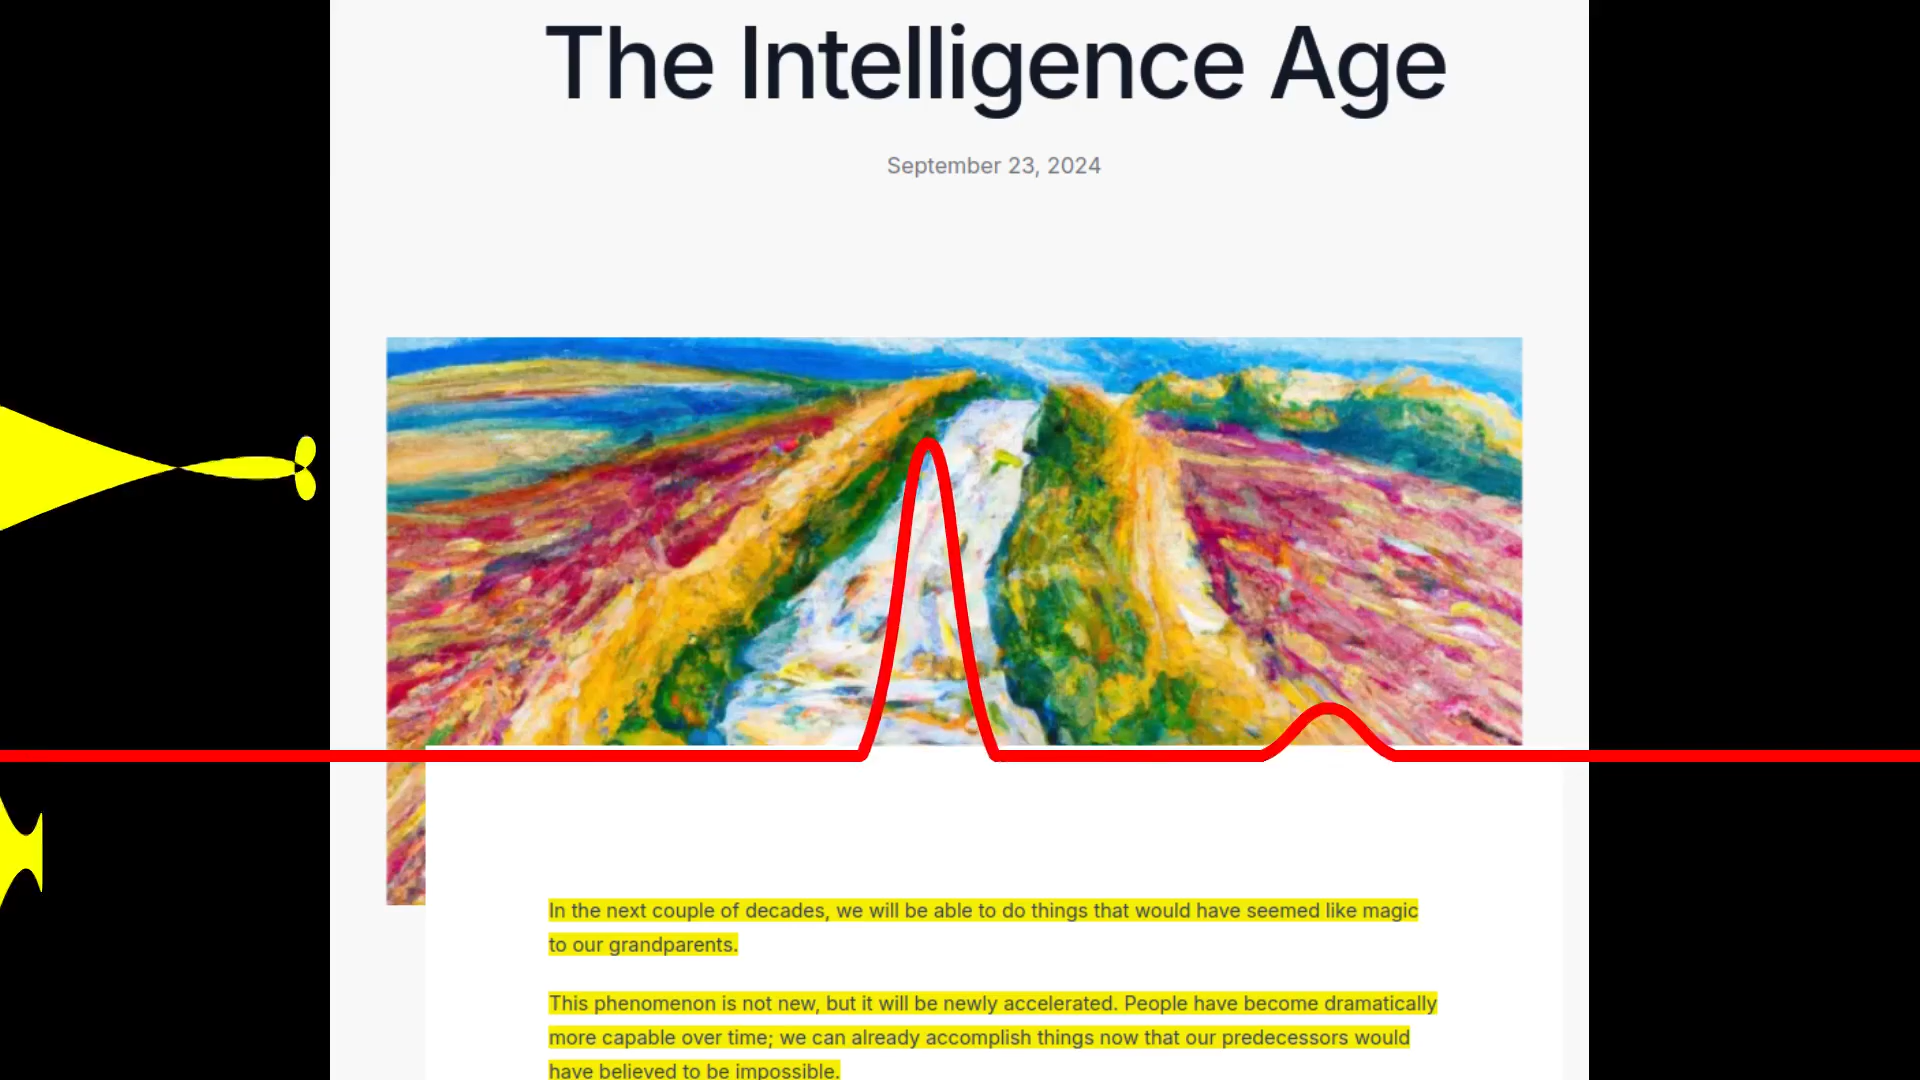 The Intelligence Age
September 23, 2024
In the next couple of decades, we will be able to do things that would have seemed like magic
to our grandparents.
This phenomenon is not new, but it will be newly accelerated. People have become dramatically
more capable over time; we can already accomplish things now that our predecessors would
have believed to be impossible.